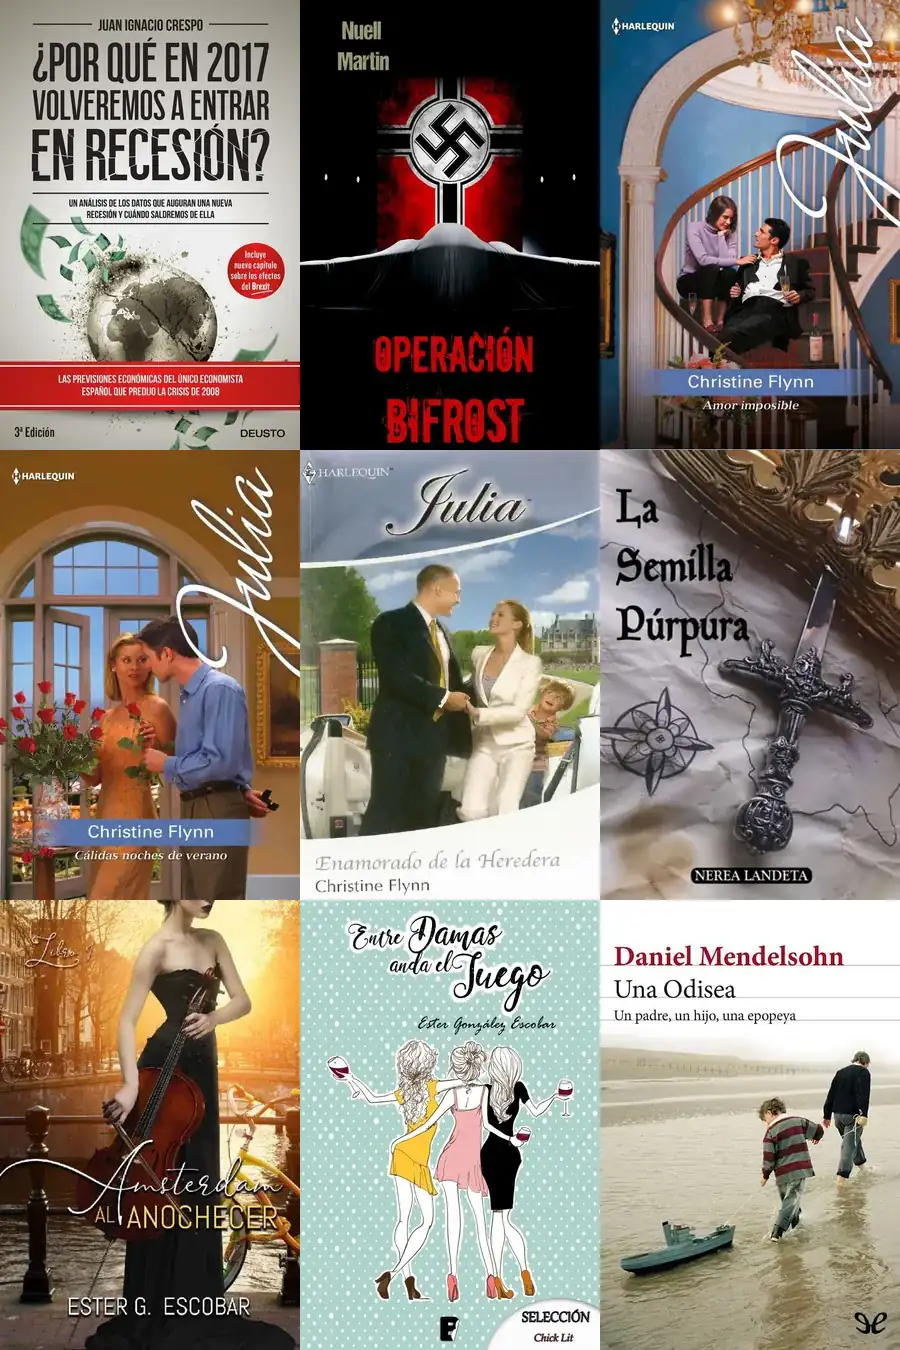 JUAN IGNACIO CRESPO
¿POR QUÉ EN 2017
VOLVEREMOS A ENTRAR
EN RECESIÓN?
UN ANÁLISIS DE LOS DATOS QUE AUGURAN UNA NUEVA
RECESIÓN Y CUÁNDO SALDREMOS DE ELLA
Incluye
nuevo capítulo
sobre los efectos
del Brexit
LAS PREVISIONES ECONÓMICAS DEL ÚNICO ECONOMISTA
ESPAÑOL QUE PREDIJO LA CRISIS DE 2008
3ª Edición
DEUSTO
Nuell
Martin
OPERACIÓN
BIFROST
HARLEQUIN
Julia
Christine Flynn
Amor imposible
HARLEQUIN
Julia
Christine Flynn
Cálidas noches de verano
HARLEQUIN™
Julia
Enamorado de la Heredera
Christine Flynn
La
Semilla
Púrpura
NEREA LANDETA
Libro 1
Amsterdam
AL ANOCHECER
ESTER G. ESCOBAR
Entre Damas
anda el
Juego
Ester González Escobar
B
SELECCIÓN
Chick Lit
Daniel Mendelsohn
Una Odisea
Un padre, un hijo, una epopeya